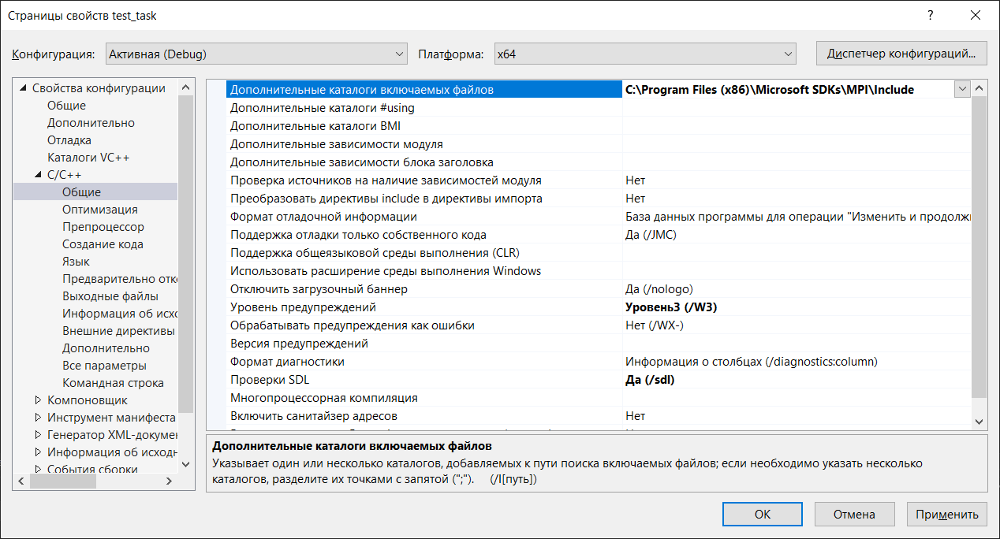 Страницы свойств test_task
?
Конфигурация: Активная (Debug) Платформа: x64 Диспетчер конфигураций...
Свойства конфигурации
Общие
Дополнительно
Отладка
Каталоги VC++
C/C++
Общие
Оптимизация
Препроцессор
Создание кода
Язык
Предварительно отк
Выходные файлы
Информация об исхо
Внешние директивы
Дополнительно
Все параметры
Командная строка
Компоновщик
Инструмент манифеста
Генератор XML-докумен
Информация об исходн
События сборки
Дополнительные каталоги включаемых файлов C:\Program Files (x86)\Microsoft SDKs\MPI\Include
Дополнительные каталоги #using
Дополнительные каталоги BMI
Дополнительные зависимости модуля
Дополнительные зависимости блока заголовка
Проверка источников на наличие зависимостей модуля Нет
Преобразовать директивы include в директивы импорта Нет
Формат отладочной информации База данных программы для операции "Изменить и продолжи
Поддержка отладки только собственного кода Да (/JMC)
Поддержка общеязыковой среды выполнения (CLR)
Использовать расширение среды выполнения Windows
Отключить загрузочный баннер Да (/nologo)
Уровень предупреждений Уровень3 (/W3)
Обрабатывать предупреждения как ошибки Нет (/WX-)
Версия предупреждений
Формат диагностики Информация о столбцах (/diagnostics:column)
Проверки SDL Да (/sdl)
Многопроцессорная компиляция
Включить санитайзер адресов Нет
Дополнительные каталоги включаемых файлов
Указывает один или несколько каталогов, добавляемых к пути поиска включаемых файлов; если необходимо указать несколько
каталогов, разделите их точками с запятой (";"). (/I[путь])
ОК Отмена Применить